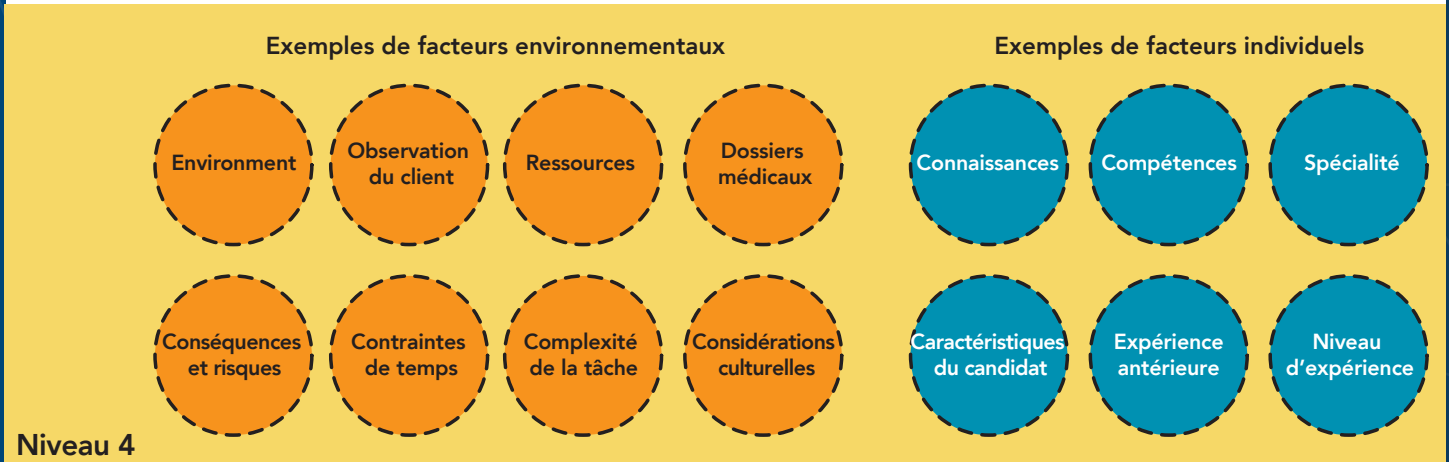 Exemples de facteurs environnementaux
Exemples de facteurs individuels
Environment
Observation
du client
Ressources
Dossiers
médicaux
Connaissances
Compétences
Spécialité
Conséquences
et risques
Contraintes
de temps
Complexité
de la tâche
Considérations
culturelles
Caractéristiques
du candidat
Expérience
antérieure
Niveau
d'expérience
Niveau 4